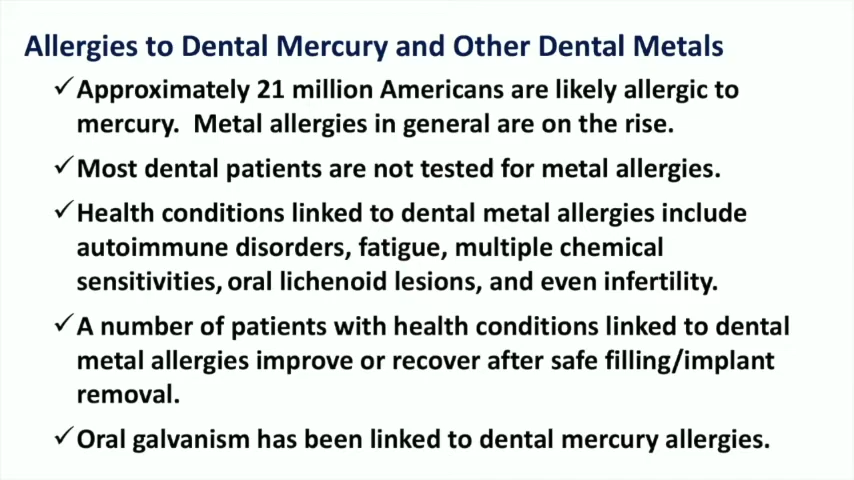 Allergies to Dental Mercury and Other Dental Metals
✓Approximately 21 million Americans are likely allergic to
mercury.  Metal allergies in general are on the rise.
✓Most dental patients are not tested for metal allergies.
✓Health conditions linked to dental metal allergies include
autoimmune disorders, fatigue, multiple chemical
sensitivities, oral lichenoid lesions, and even infertility.
✓A number of patients with health conditions linked to dental
metal allergies improve or recover after safe filling/implant
removal.
✓Oral galvanism has been linked to dental mercury allergies.